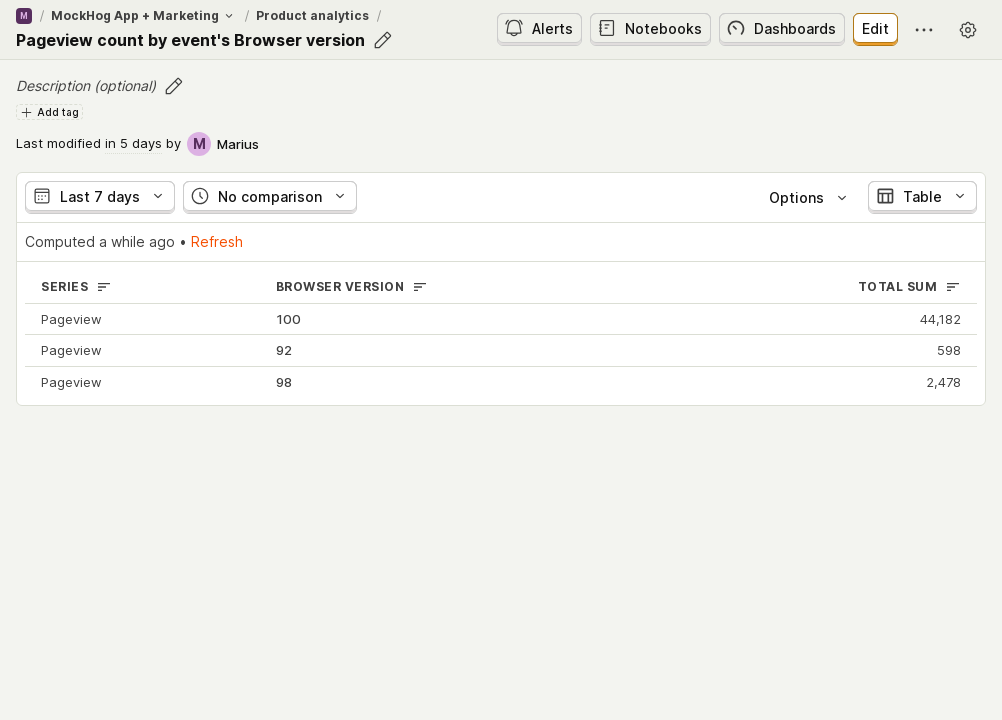 M / MockHog App + Marketing / Product analytics /
Pageview count by event's Browser version
Alerts Notebooks Dashboards Edit
Description (optional)
Add tag
Last modified in 5 days by M Marius
Last 7 days No comparison Options Table
Computed a while ago • Refresh
SERIES BROWSER VERSION TOTAL SUM
Pageview 100 44,182
Pageview 92 598
Pageview 98 2,478